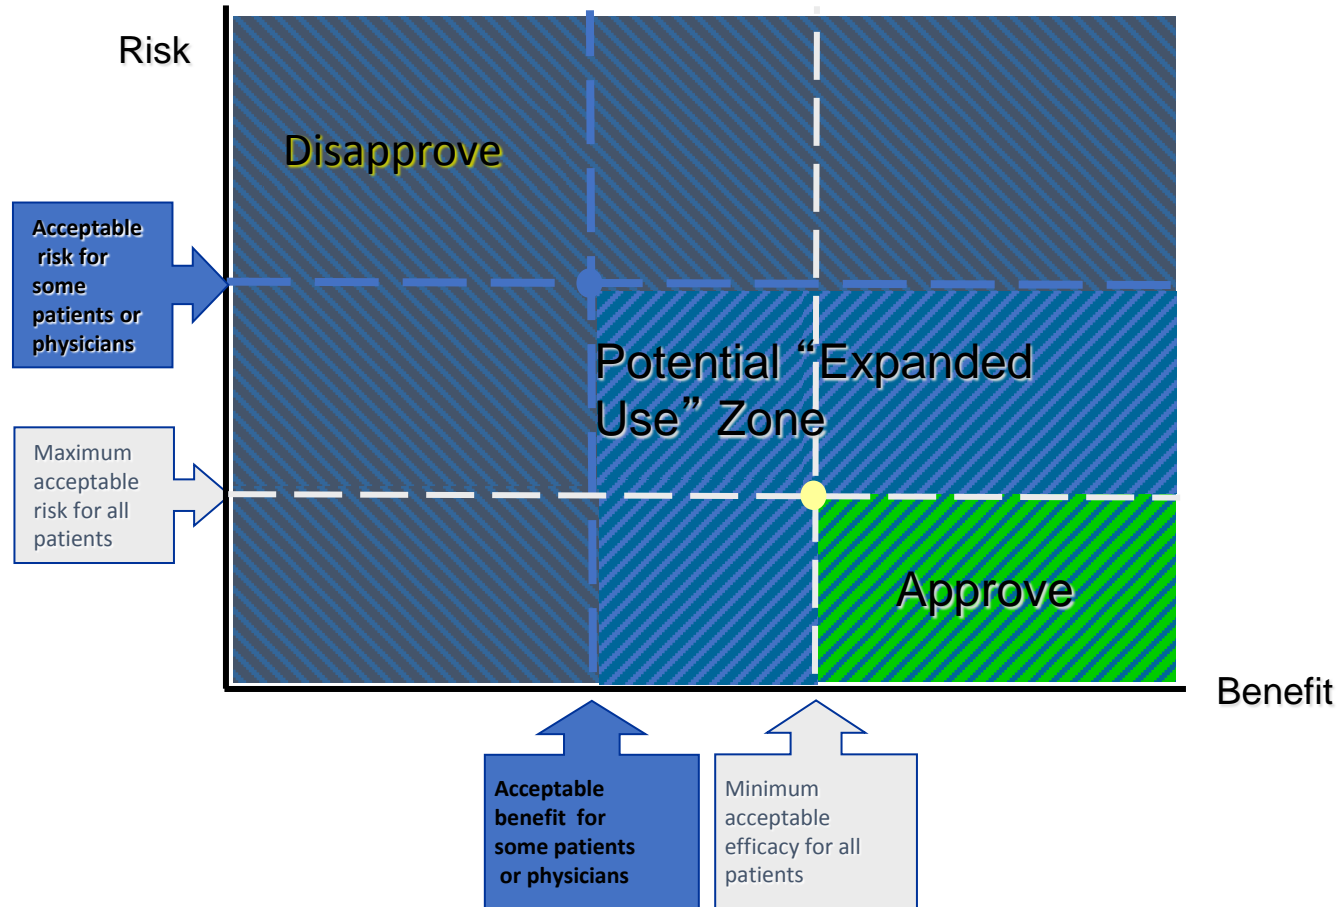 Risk
Disapprove
Acceptable
risk for
some
patients or
physicians
Potential “Expanded
Use” Zone
Maximum
acceptable
risk for all
patients
Approve
Benefit
Acceptable
benefit for
some patients
or physicians
Minimum
acceptable
efficacy for all
patients